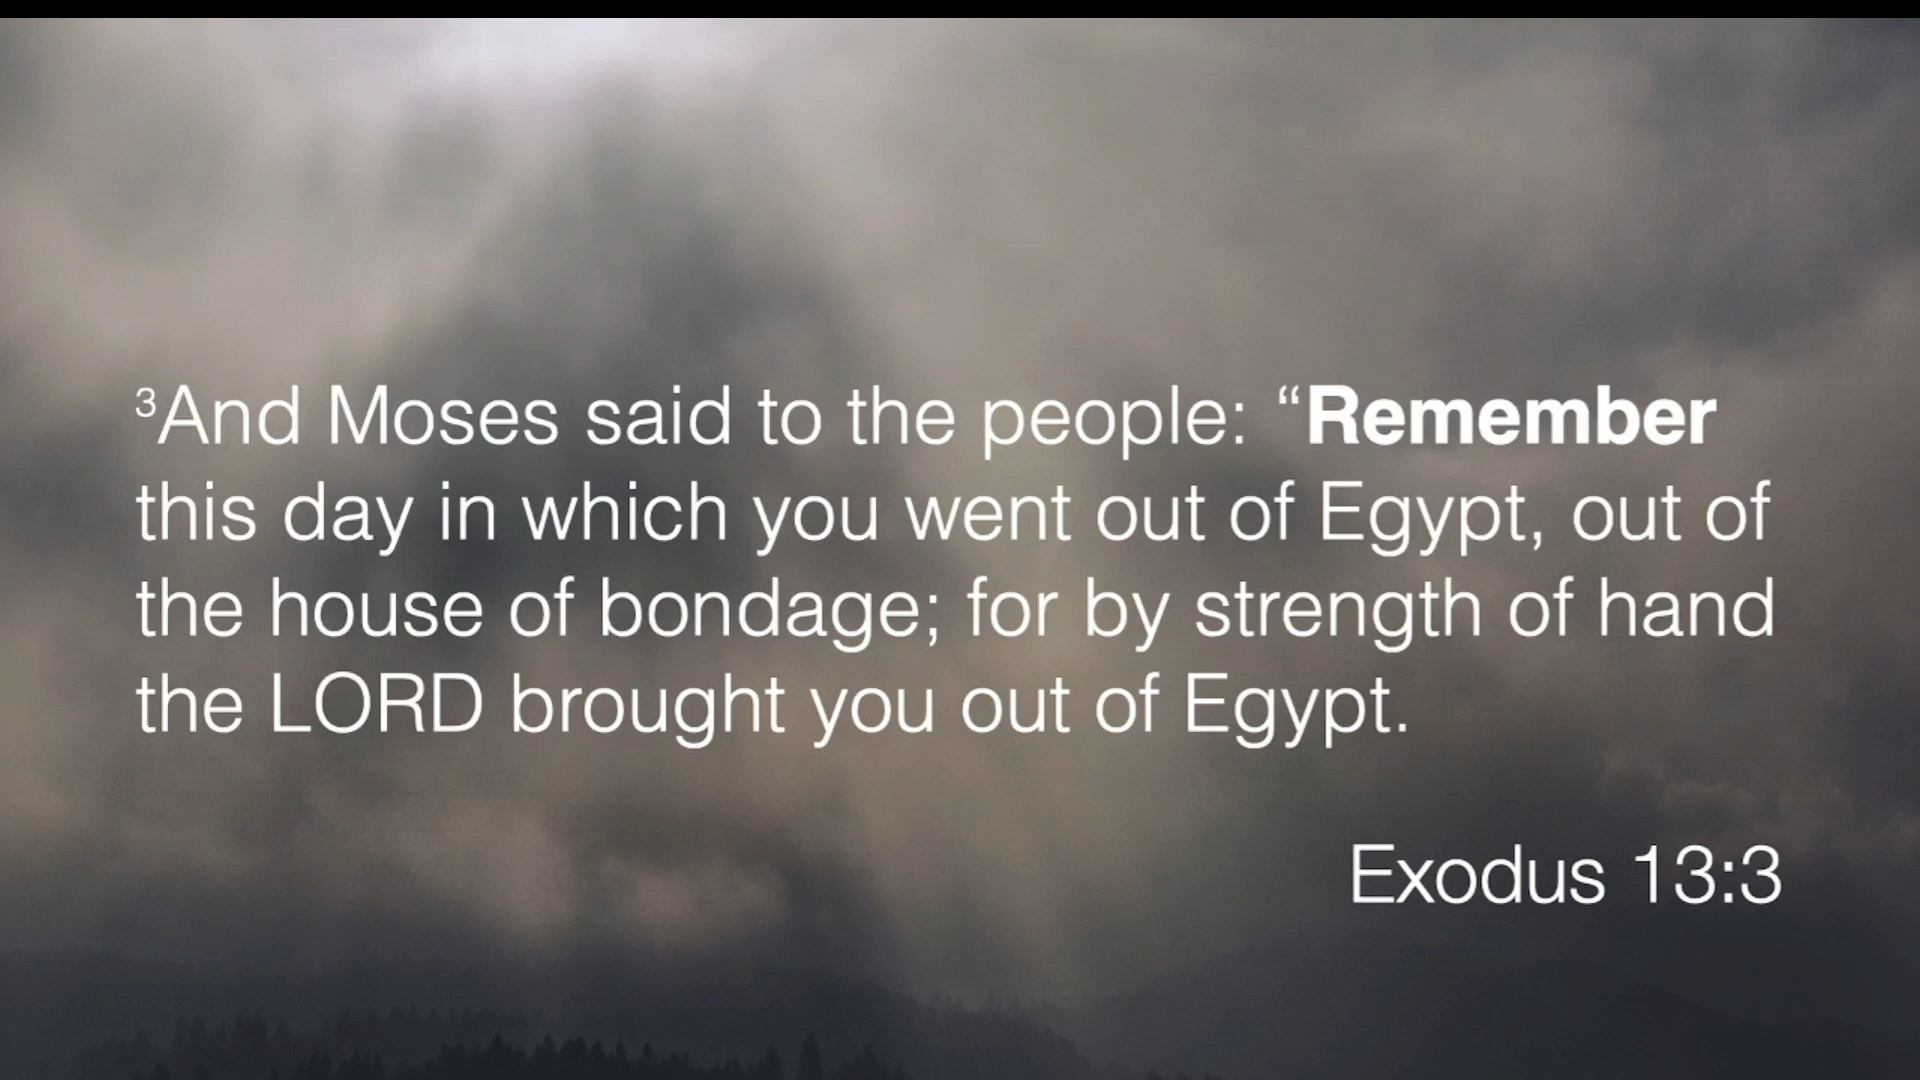 ³And Moses said to the people: “Remember
this day in which you went out of Egypt, out of
the house of bondage; for by strength of hand
the LORD brought you out of Egypt.
Exodus 13:3